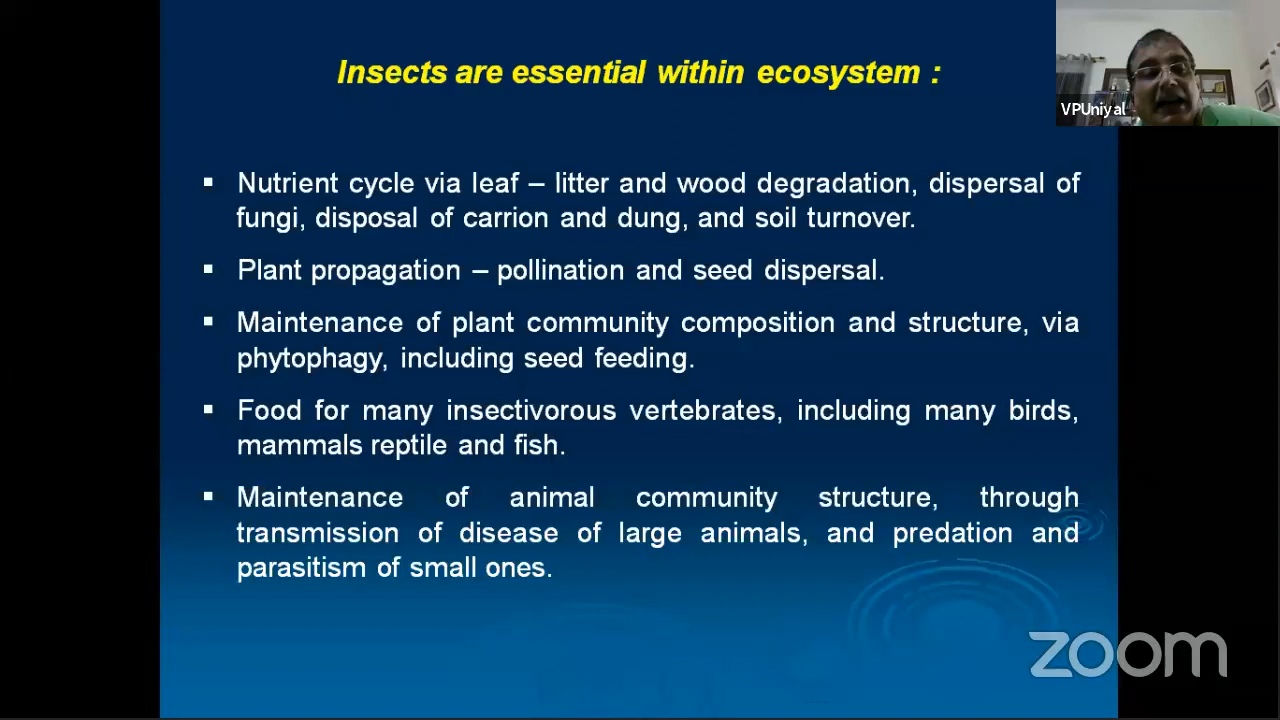 Insects are essential within ecosystem :
VPUniyal
▪ Nutrient cycle via leaf – litter and wood degradation, dispersal of
fungi, disposal of carrion and dung, and soil turnover.
▪ Plant propagation – pollination and seed dispersal.
▪ Maintenance of plant community composition and structure, via
phytophagy, including seed feeding.
▪ Food for many insectivorous vertebrates, including many birds,
mammals reptile and fish.
▪ Maintenance of animal community structure, through
transmission of disease of large animals, and predation and
parasitism of small ones.
zoom